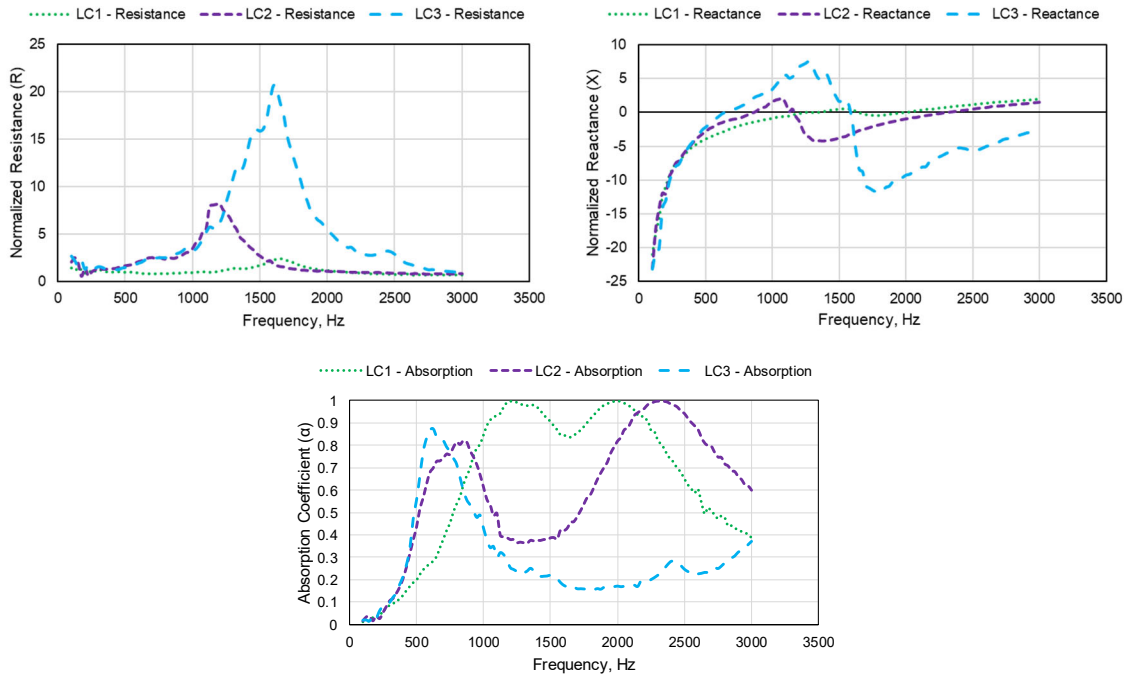 LC1 - Resistance LC2 - Resistance LC3 - Resistance
Normalized Resistance (R)
25
20
15
10
5
0
0 500 1000 1500 2000 2500 3000 3500
Frequency, Hz
LC1 - Reactance LC2 - Reactance LC3 - Reactance
Normalized Reactance (X)
10
5
0
-5
-10
-15
-20
-25
0 500 1000 1500 2000 2500 3000 3500
Frequency, Hz
LC1 - Absorption LC2 - Absorption LC3 - Absorption
Absorption Coefficient (α)
1
0.9
0.8
0.7
0.6
0.5
0.4
0.3
0.2
0.1
0
0 500 1000 1500 2000 2500 3000 3500
Frequency, Hz